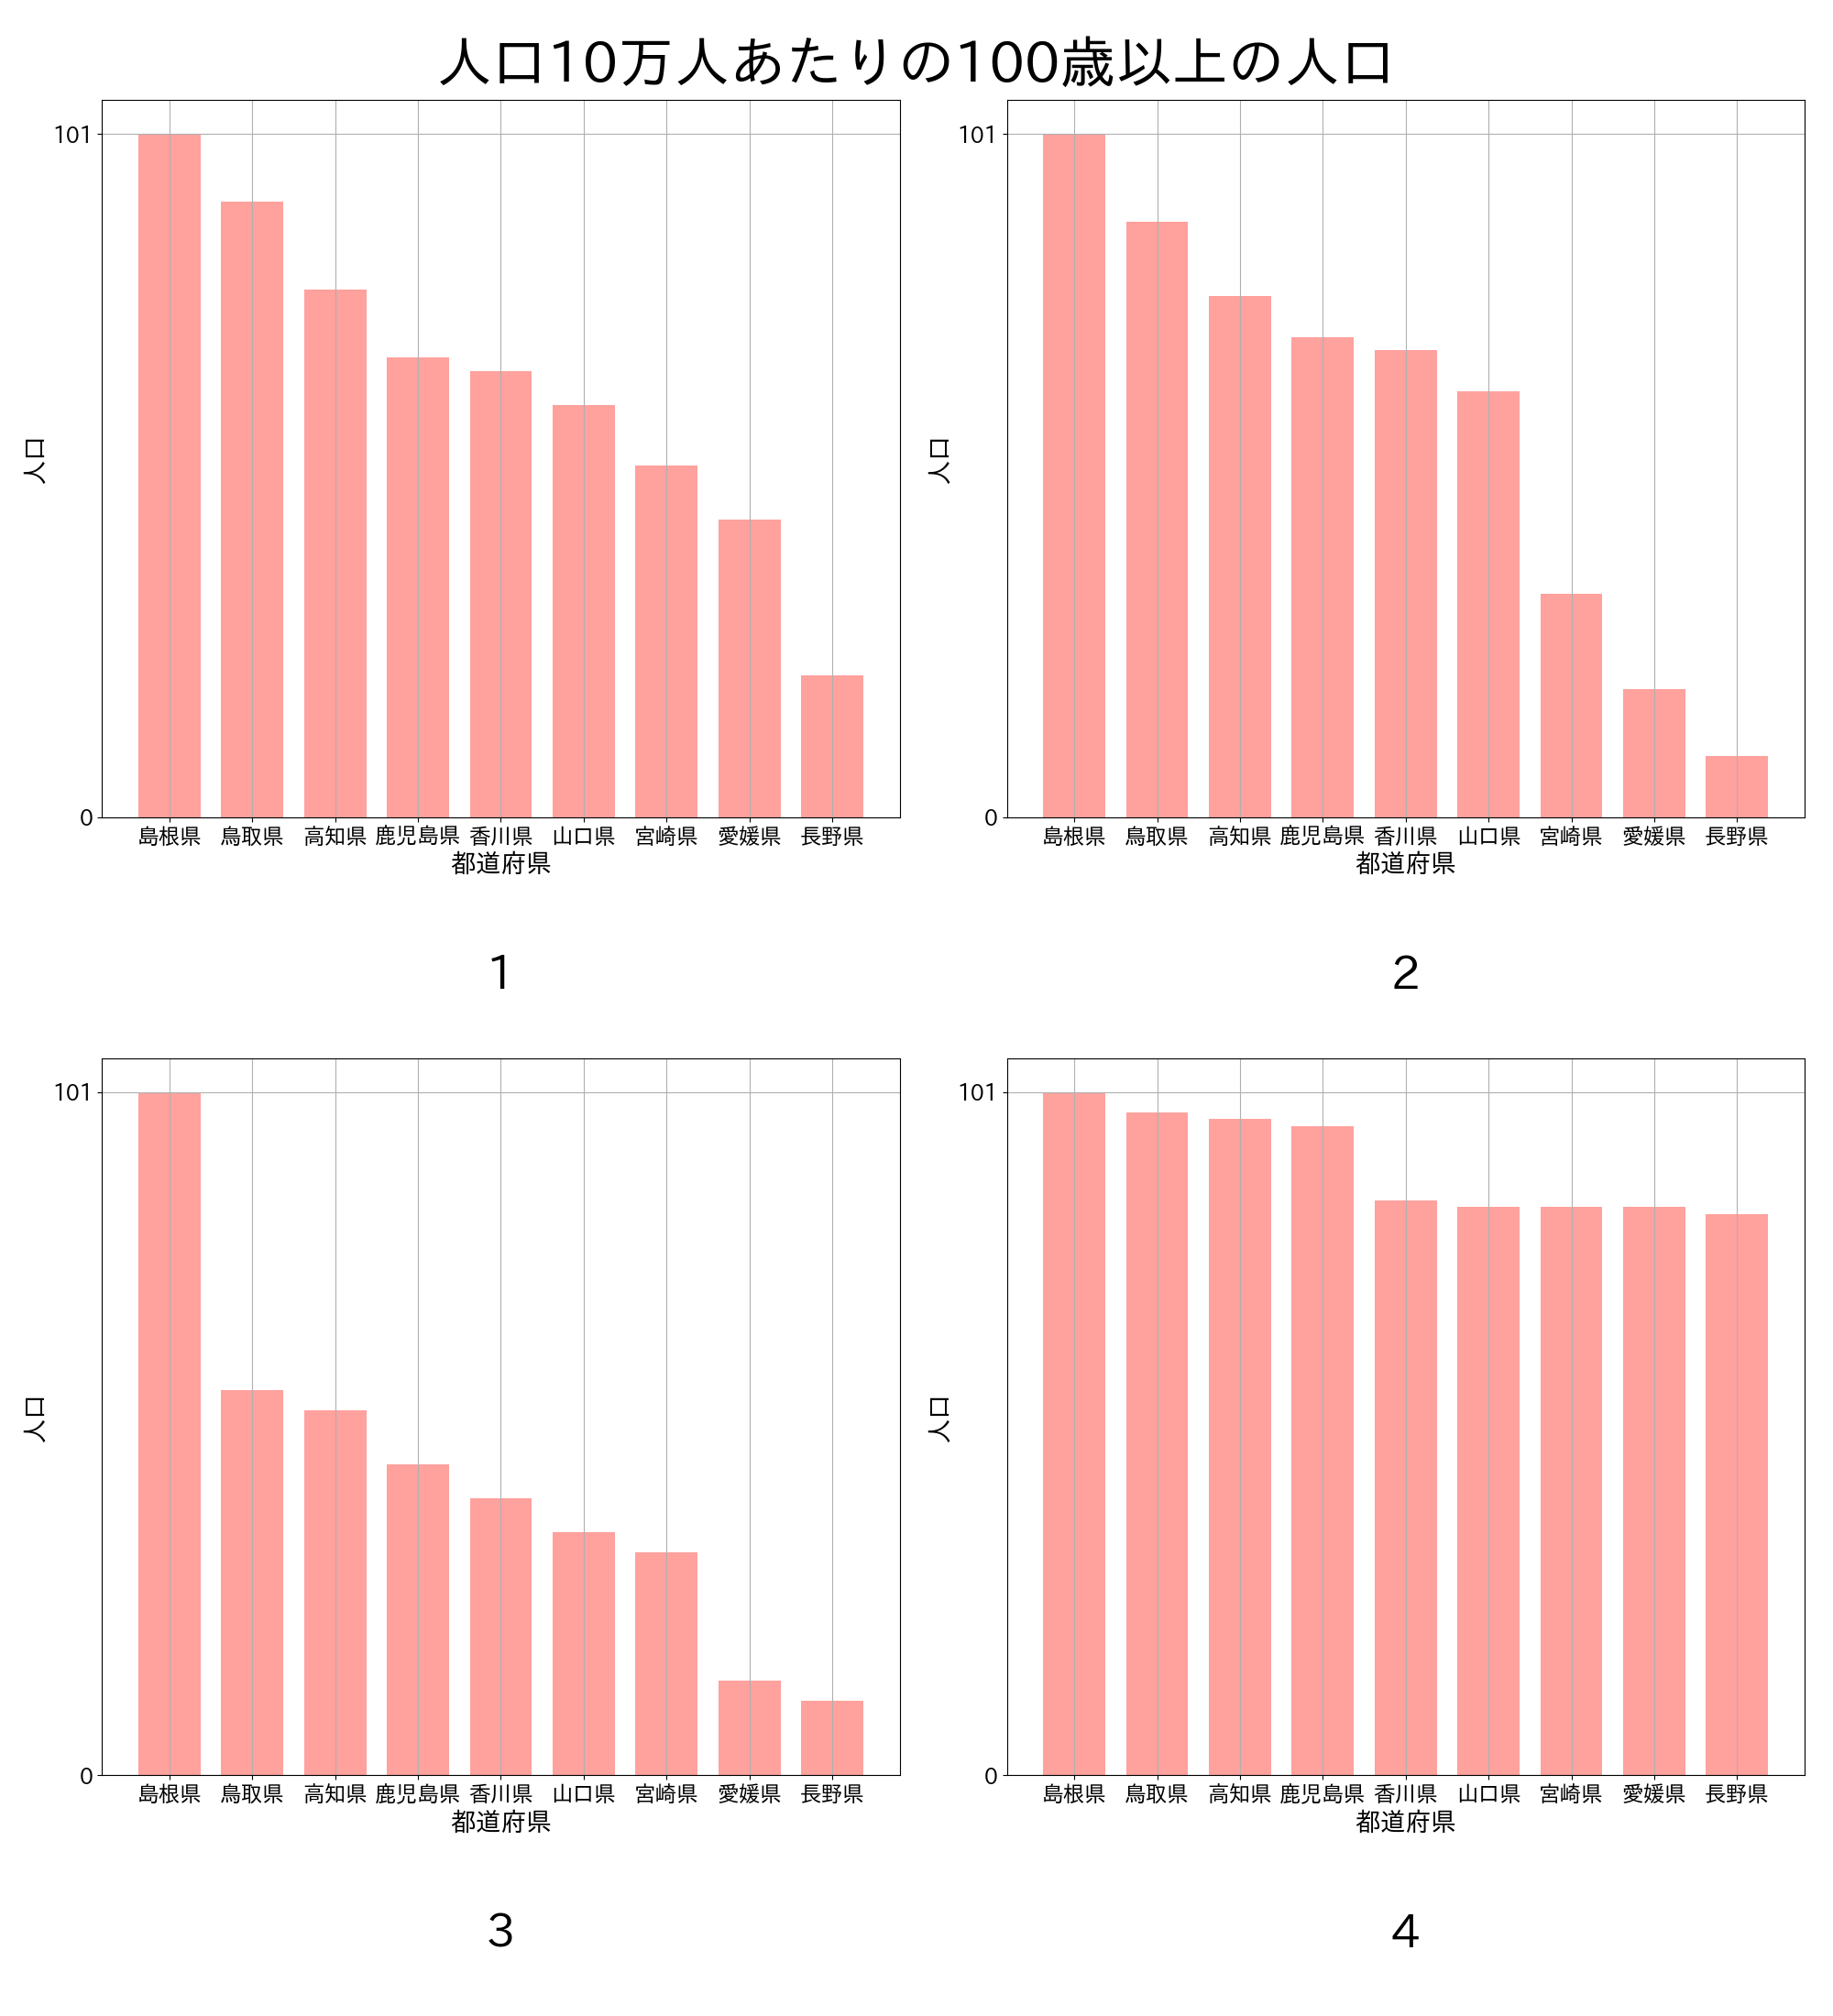 人口10万人あたりの100歳以上の人口
101
0
人口
島根県 鳥取県 高知県 鹿児島県 香川県 山口県 宮崎県 愛媛県 長野県
都道府県
1
101
0
人口
島根県 鳥取県 高知県 鹿児島県 香川県 山口県 宮崎県 愛媛県 長野県
都道府県
2
101
0
人口
島根県 鳥取県 高知県 鹿児島県 香川県 山口県 宮崎県 愛媛県 長野県
都道府県
3
101
0
人口
島根県 鳥取県 高知県 鹿児島県 香川県 山口県 宮崎県 愛媛県 長野県
都道府県
4